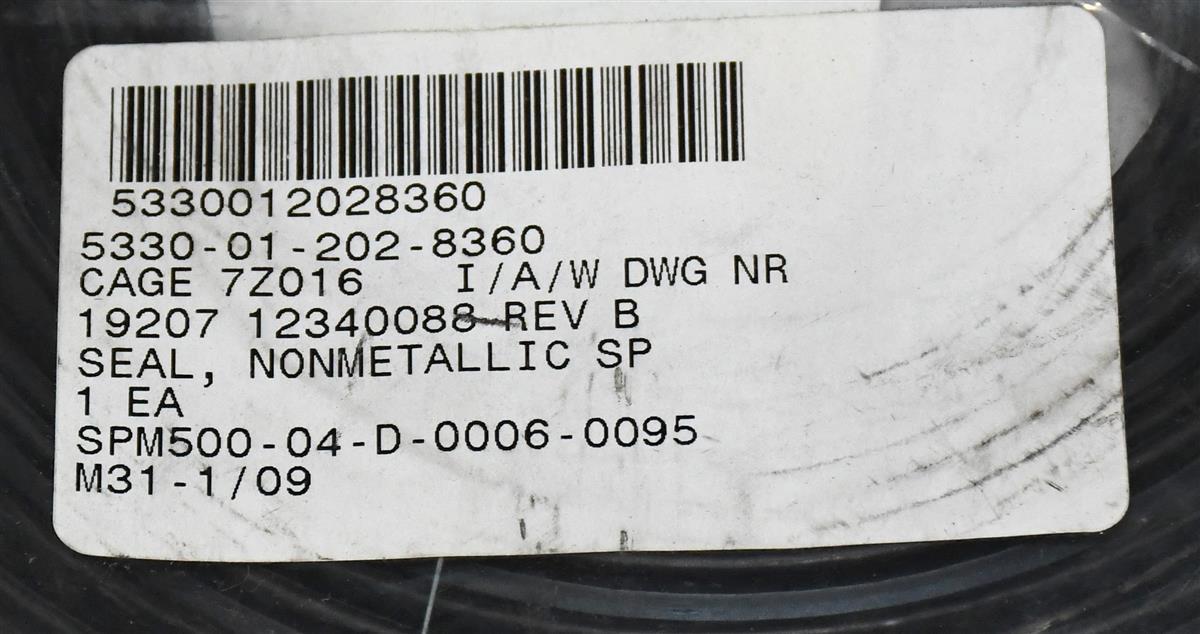 5330012028360
5330-01-202-8360
CAGE 7Z016 I/A/W DWG NR
19207 12340088 REV B
SEAL, NONMETALLIC SP
1 EA
SPM500-04-D-0006-0095
M31-1/09